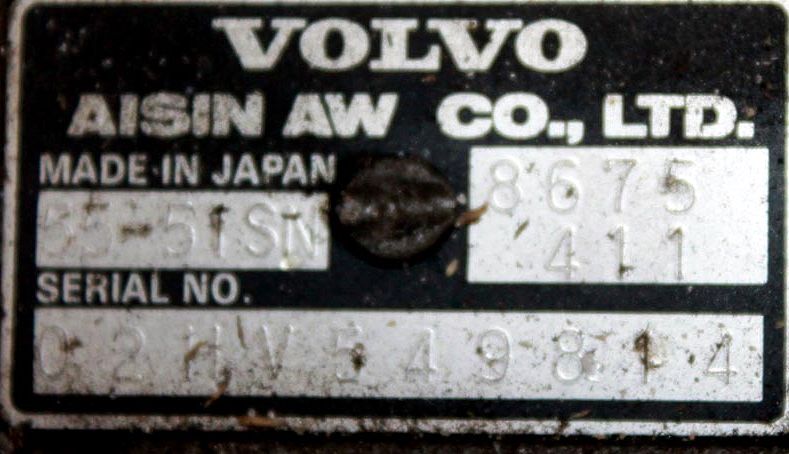 VOLVO
AISIN AW CO., LTD.
MADE IN JAPAN
55-51SN
8675
411
SERIAL NO.
02HV549814